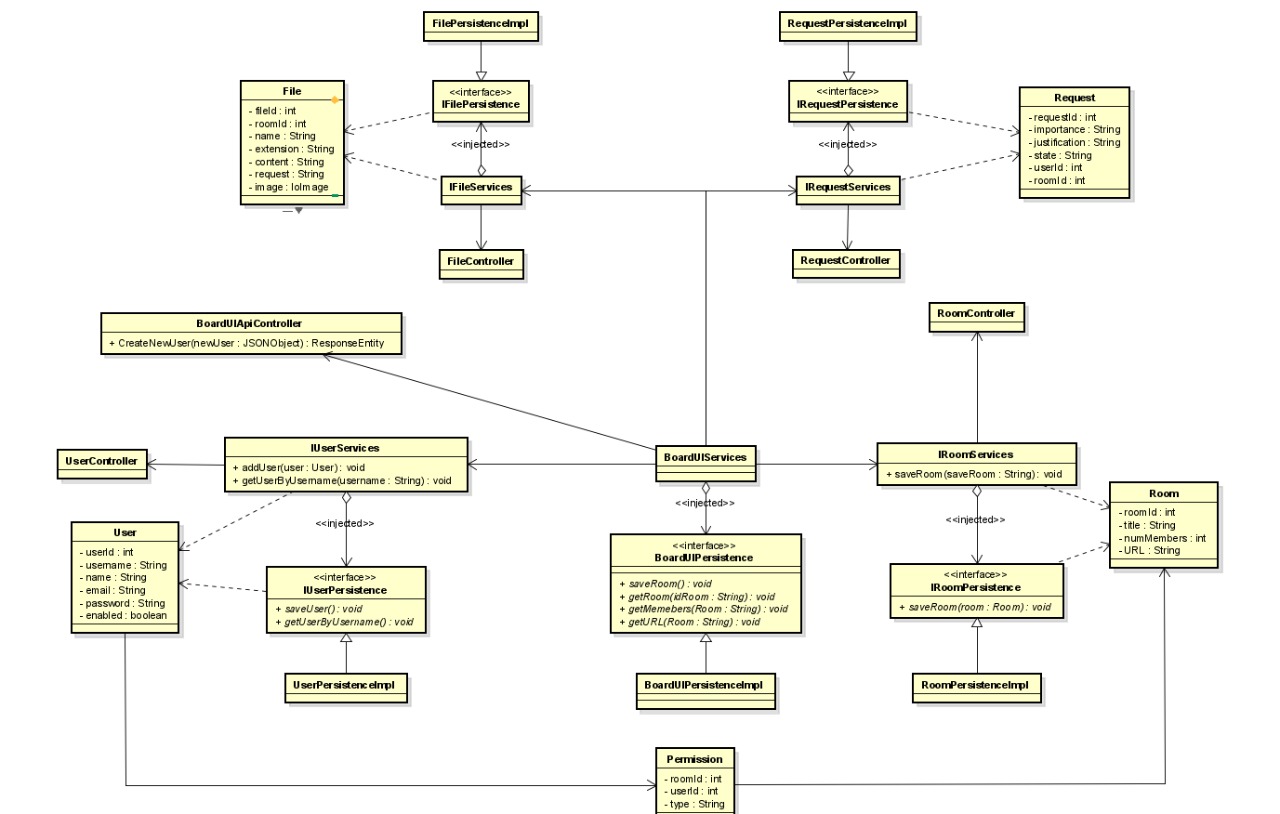 FilePersistenceImpl
RequestPersistenceImpl
File
- fileId : int
- roomId : int
- name : String
- extension : String
- content : String
- request : String
- image : IoImage
<<interface>>
IFilePersistence
<<injected>>
IFileServices
FileController
<<interface>>
IRequestPersistence
<<injected>>
IRequestServices
RequestController
Request
- requestId : int
- importance : String
- justification : String
- state : String
- userId : int
- roomId : int
BoardUIApiController
+ CreateNewUser(newUser : JSONObject) : ResponseEntity
RoomController
UserController
IUserServices
+ addUser(user : User) : void
+ getUserByUsername(username : String) : void
BoardUIServices
IRoomServices
+ saveRoom(saveRoom : String) : void
User
- userId : int
- username : String
- name : String
- email : String
- password : String
- enabled : boolean
<<injected>>
<<interface>>
IUserPersistence
+ saveUser() : void
+ getUserByUsername() : void
UserPersistenceImpl
<<injected>>
<<interface>>
BoardUIPersistence
+ saveRoom() : void
+ getRoom(idRoom : String) : void
+ getMemebers(Room : String) : void
+ getURL(Room : String) : void
BoardUIPersistenceImpl
<<injected>>
<<interface>>
IRoomPersistence
+ saveRoom(room : Room) : void
RoomPersistenceImpl
Room
- roomId : int
- title : String
- numMembers : int
- URL : String
Permission
- roomId : int
- userId : int
- type : String